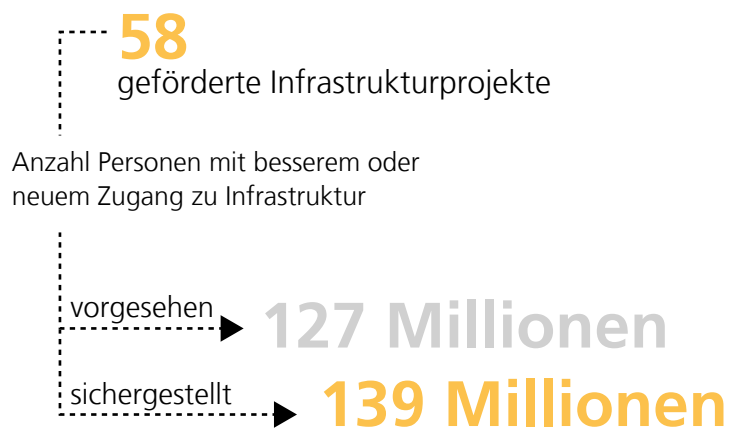 58
geförderte Infrastrukturprojekte
Anzahl Personen mit besserem oder
neuem Zugang zu Infrastruktur
vorgesehen 127 Millionen
sichergestellt 139 Millionen